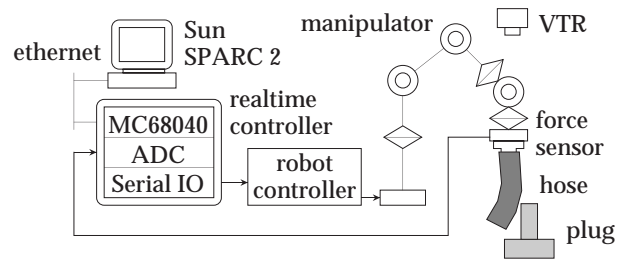 ethernet
Sun
SPARC 2
manipulator
VTR
realtime
controller
MC68040
ADC
Serial IO
robot
controller
force
sensor
hose
plug